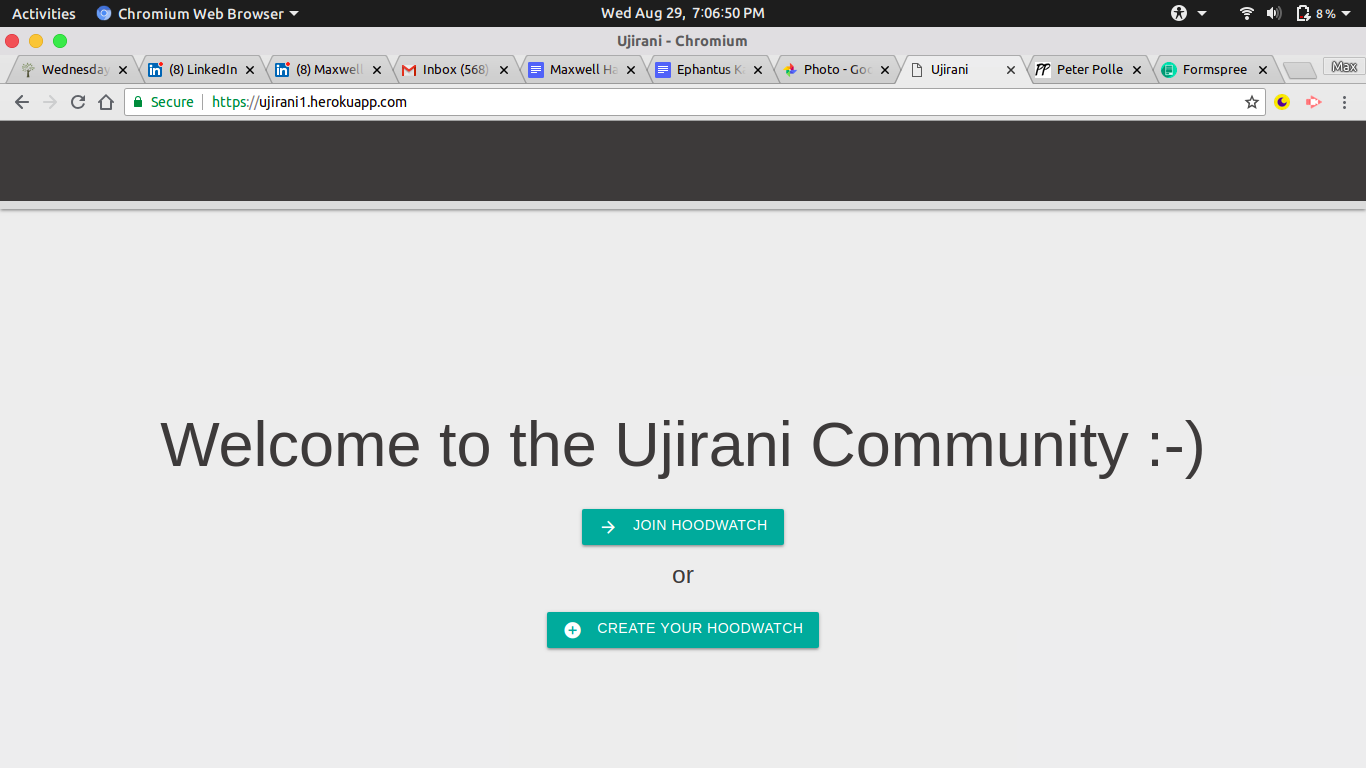 Activities Chromium Web Browser Wed Aug 29, 7:06:50 PM 8%
Ujirani - Chromium
Wednesday (8) LinkedIn (8) Maxwell Inbox (568) Maxwell Ha Ephantus K Photo - Goo Ujirani Peter Polle Formspree Max
Secure https://ujirani1.herokuapp.com
Welcome to the Ujirani Community :-)
JOIN HOODWATCH
or
CREATE YOUR HOODWATCH